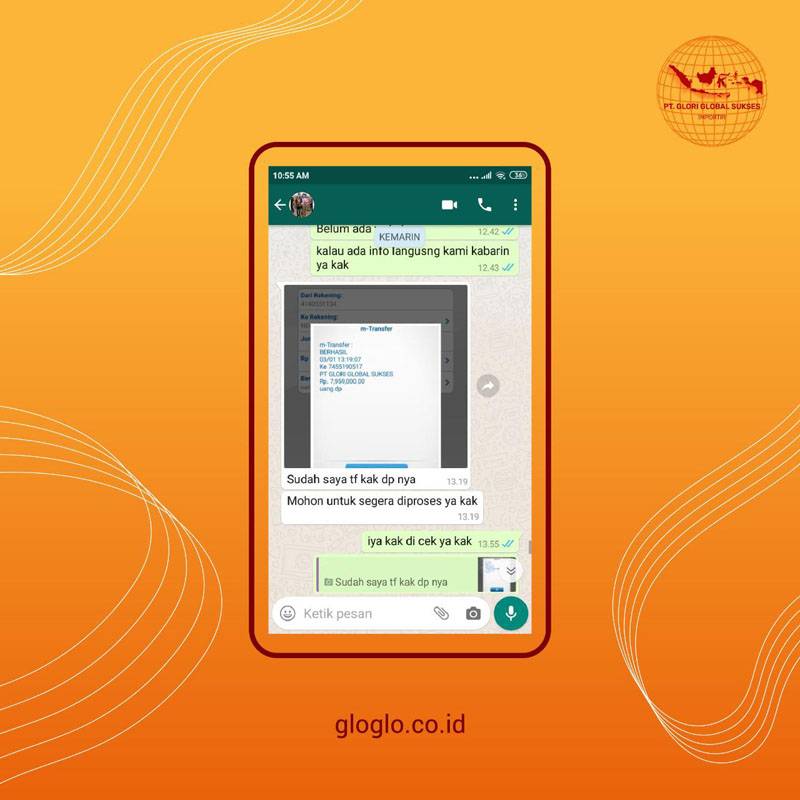 PT. GLORI GLOBAL SUKSES
IMPORTIR
10:55 AM
36
Belum ada
12.42
KEMARIN
kalau ada info langusng kami kabarin
ya kak
12.43
Dari Rekening:
Ke Rekening:
Rp
m-Transfer
m-Transfer :
BERHASIL
03/01 13:19:07
Ke 7455190517
PT GLORI GLOBAL SUKSES
Rp. 7,959,000.00
uang dp
Sudah saya tf kak dp nya
13.19
Mohon untuk segera diproses ya kak
13.19
iya kak di cek ya kak
13.55
Sudah saya tf kak dp nya
Ketik pesan
gloglo.co.id